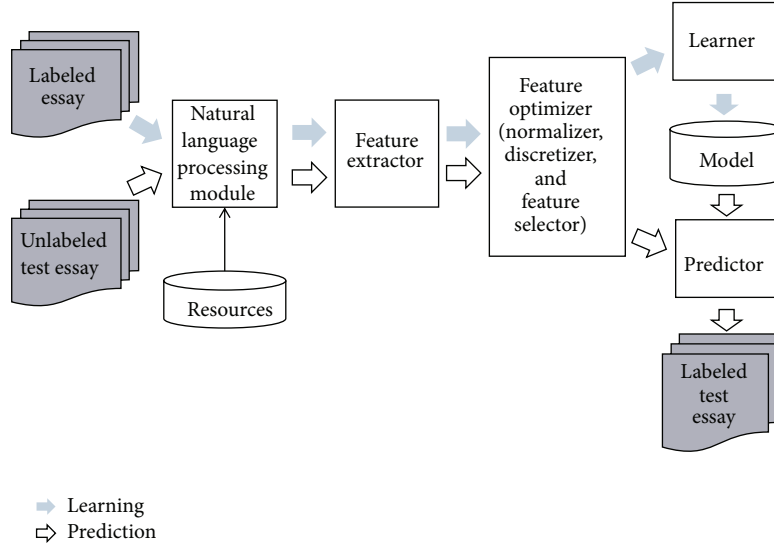 Labeled
essay
Unlabeled
test essay
Natural
language
processing
module
Resources
Feature
extractor
Feature
optimizer
(normalizer,
discretizer,
and
feature
selector)
Learner
Model
Predictor
Labeled
test
essay
Learning
Prediction